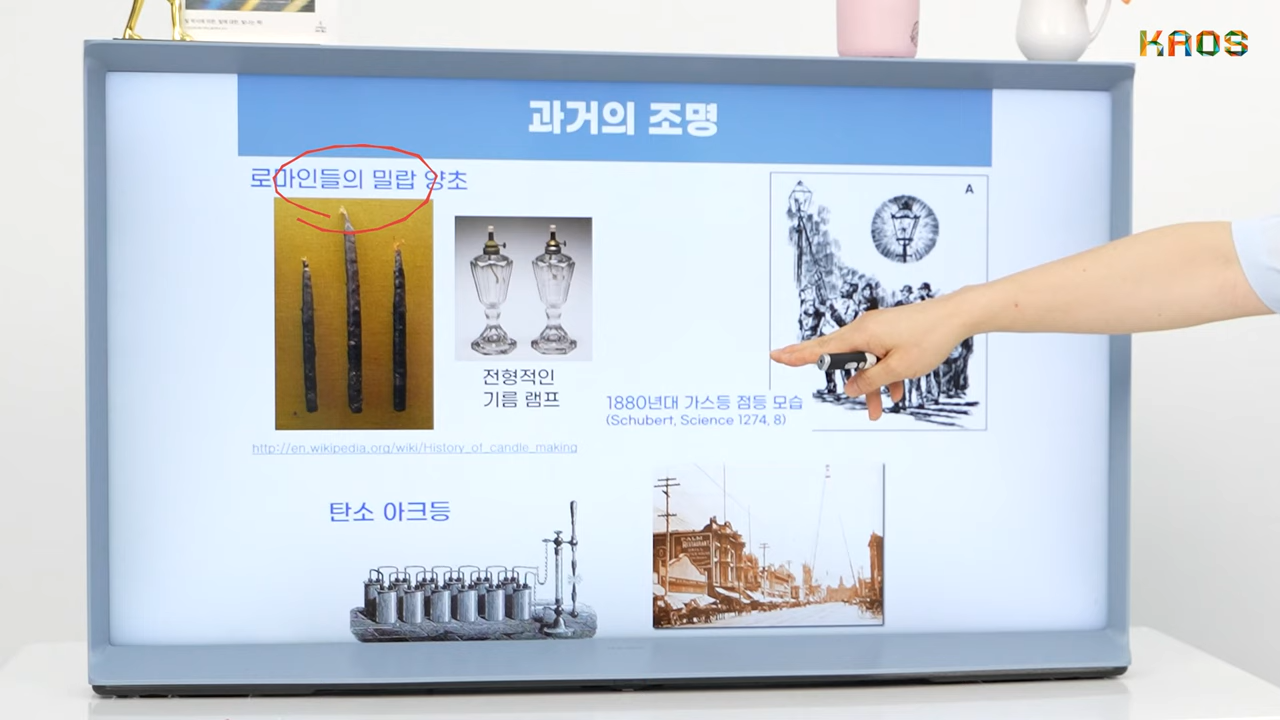 KAOS
과거의 조명
로마인들의 밀랍 양초
A
전형적인
기름 램프
1880년대 가스등 점등 모습
(Schubert, Science 1274, 8)
http://en.wikipedia.org/wiki/History_of_candle_making
탄소 아크등
PALM
RESTAURANT